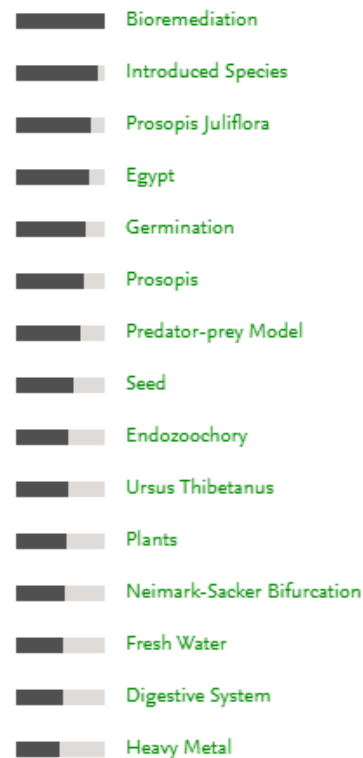 Bioremediation
Introduced Species
Prosopis Juliflora
Egypt
Germination
Prosopis
Predator-prey Model
Seed
Endozoochory
Ursus Thibetanus
Plants
Neimark-Sacker Bifurcation
Fresh Water
Digestive System
Heavy Metal